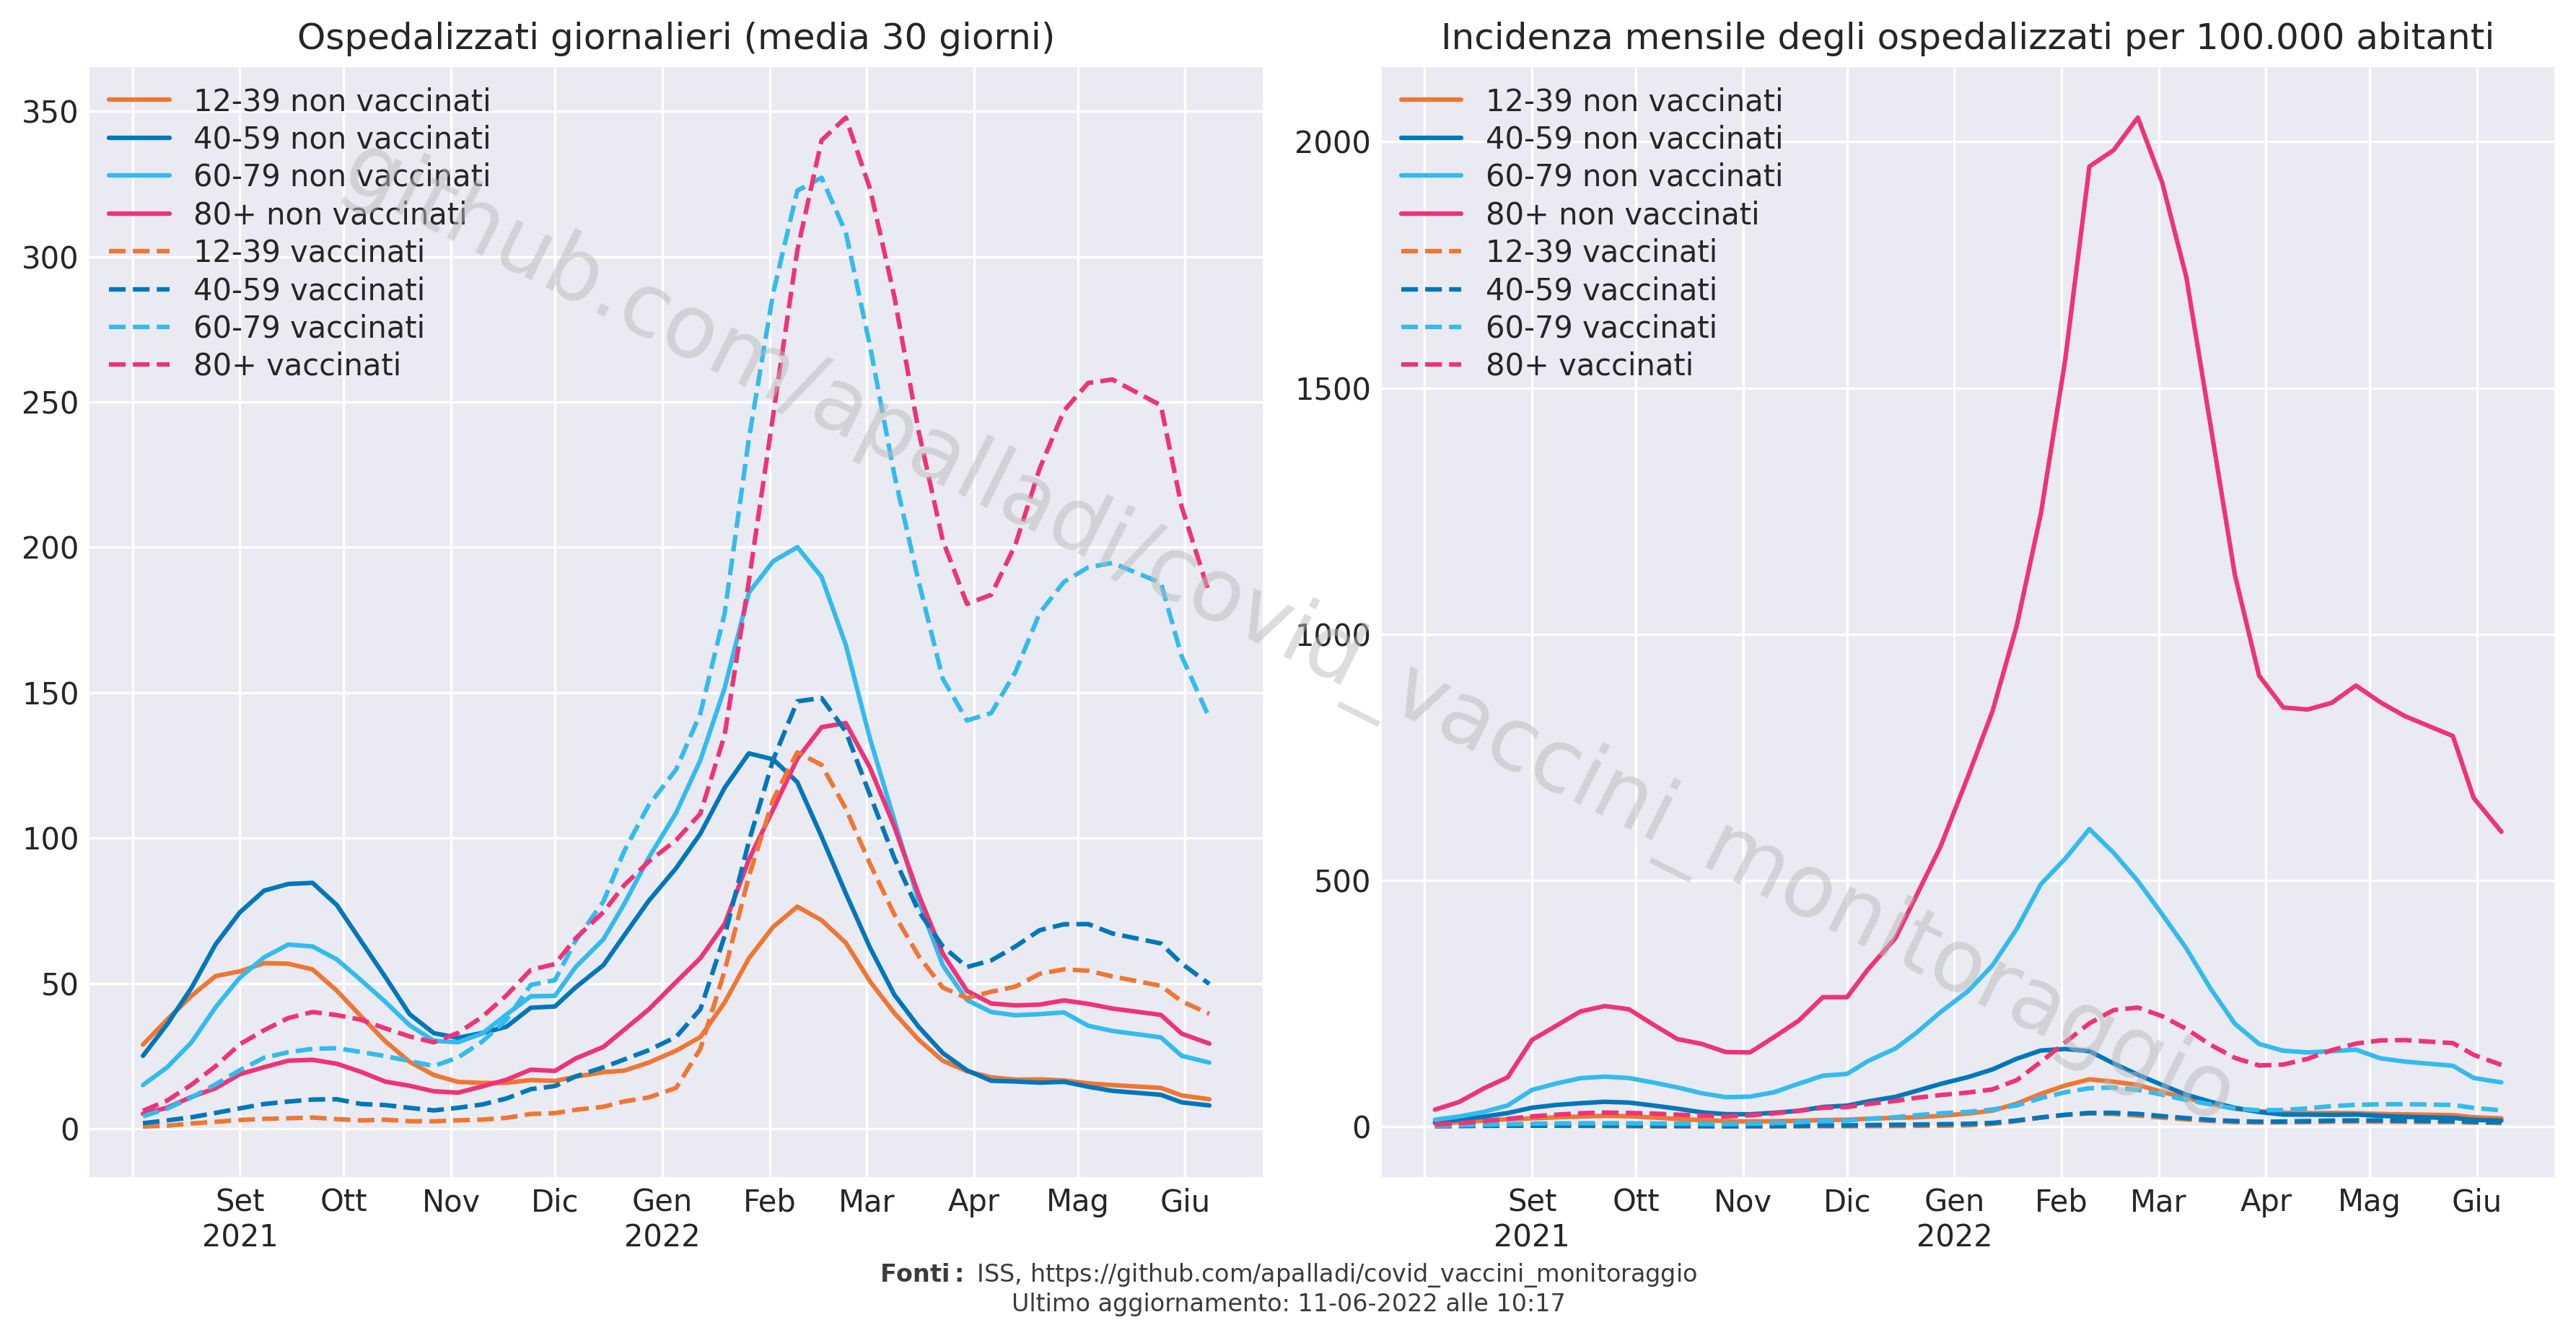 Ospedalizzati giornalieri (media 30 giorni)
350
300
250
200
150
100
50
0
12-39 non vaccinati
40-59 non vaccinati
60-79 non vaccinati
80+ non vaccinati
12-39 vaccinati
40-59 vaccinati
60-79 vaccinati
80+ vaccinati
Set Ott Nov Dic Gen Feb Mar Apr Mag Giu
2021 2022
Incidenza mensile degli ospedalizzati per 100.000 abitanti
2000
1500
1000
500
0
12-39 non vaccinati
40-59 non vaccinati
60-79 non vaccinati
80+ non vaccinati
12-39 vaccinati
40-59 vaccinati
60-79 vaccinati
80+ vaccinati
Set Ott Nov Dic Gen Feb Mar Apr Mag Giu
2021 2022
github.com/apalladi/covid_vaccini_monitoraggio
Fonti: ISS, https://github.com/apalladi/covid_vaccini_monitoraggio
Ultimo aggiornamento: 11-06-2022 alle 10:17